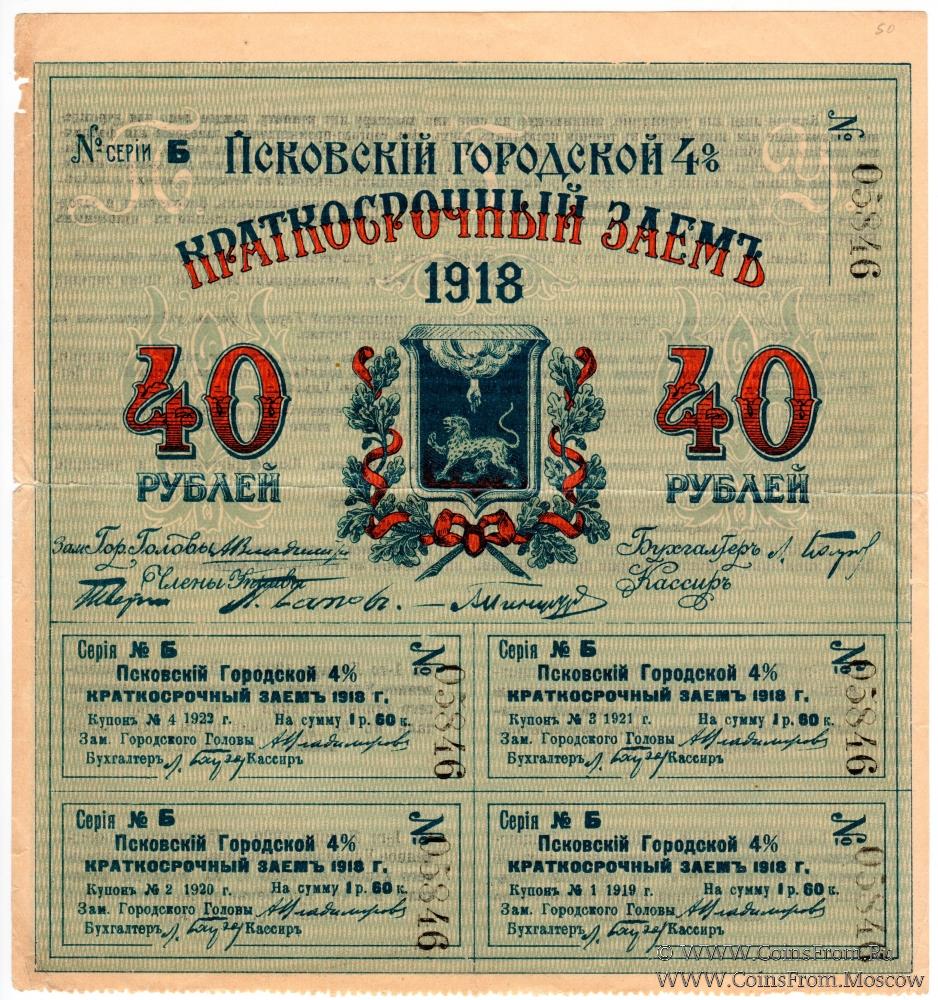 50
№ СЕРІИ Б ПСКОВСКІЙ ГОРОДСКОЙ 4%
№ 05846
КРАТКОСРОЧНЫЙ ЗАЕМЪ
1918
40 40
РУБЛЕЙ РУБЛЕЙ
Зам. Гор. Головы АВладимиров
Бухгалтеръ
Члены Управы
Кассиръ
Серія № Б
№ 05846
Псковскій Городской 4%
КРАТКОСРОЧНЫЙ ЗАЕМЪ 1918 Г.
Купонъ № 4 1922 г. На сумму 1 р. 60 к.
Зам. Городского Головы АВладимиров
Бухгалтеръ Кассиръ
Серія № Б
№ 05846
Псковскій Городской 4%
КРАТКОСРОЧНЫЙ ЗАЕМЪ 1918 Г.
Купонъ № 3 1921 г. На сумму 1 р. 60 к.
Зам. Городского Головы АВладимиров
Бухгалтеръ Кассиръ
Серія № Б
№ 05846
Псковскій Городской 4%
КРАТКОСРОЧНЫЙ ЗАЕМЪ 1918 Г.
Купонъ № 2 1920 г. На сумму 1 р. 60 к.
Зам. Городского Головы АВладимиров
Бухгалтеръ Кассиръ
Серія № Б
№ 05846
Псковскій Городской 4%
КРАТКОСРОЧНЫЙ ЗАЕМЪ 1918 Г.
Купонъ № 1 1919 г. На сумму 1 р. 60 к.
Зам. Городского Головы АВладимиров
Бухгалтеръ Кассиръ
© WWW.CoinsFrom.Ru
WWW.CoinsFrom.Moscow